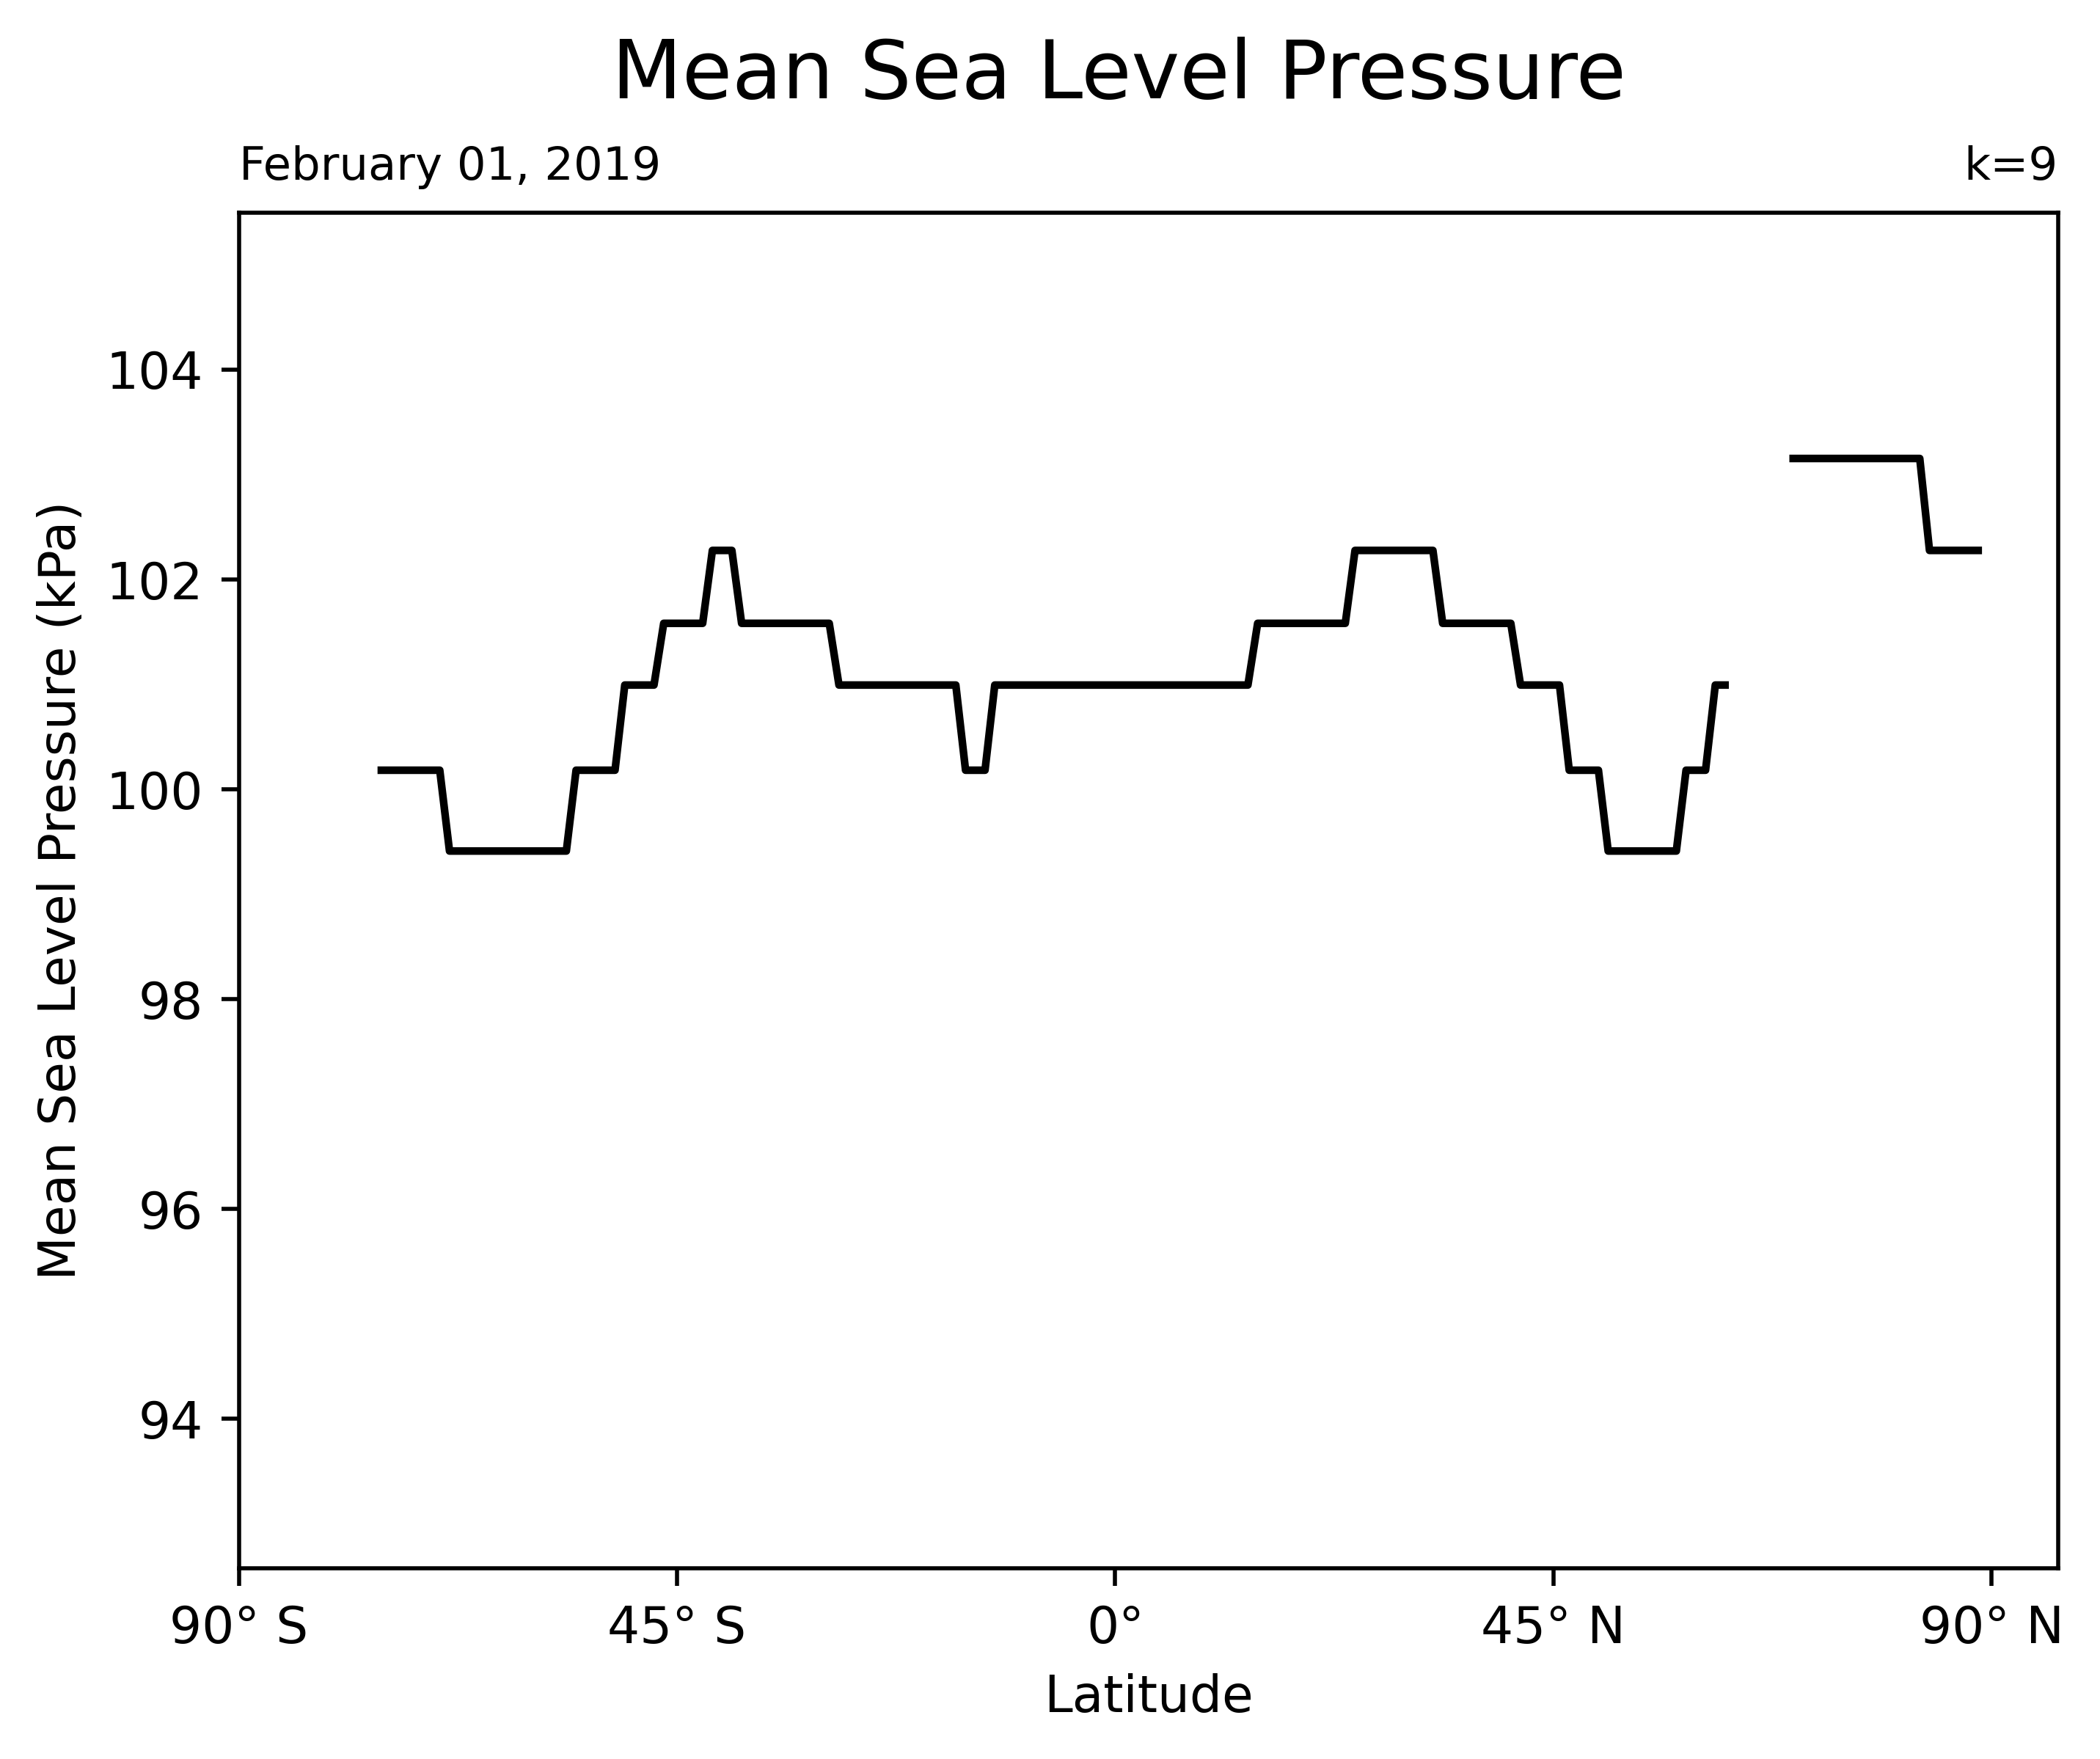 Mean Sea Level Pressure
February 01, 2019
k=9
Mean Sea Level Pressure (kPa)
104
102
100
98
96
94
90° S
45° S
0°
45° N
90° N
Latitude